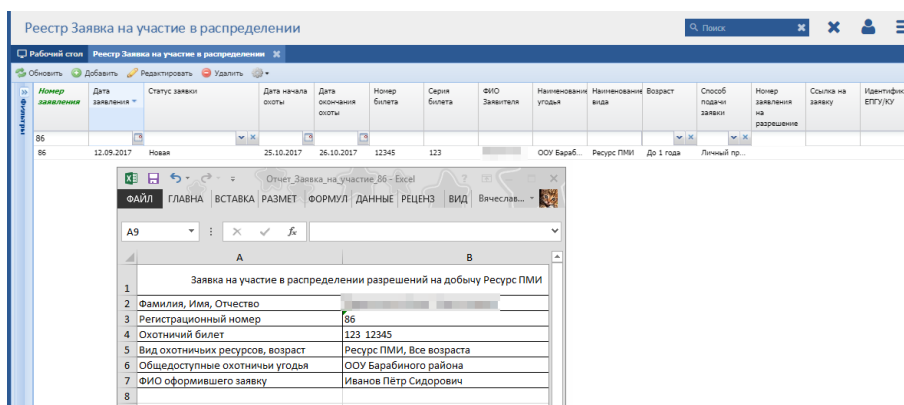 Реестр Заявка на участие в распределении
Поиск
Рабочий стол Реестр Заявка на участие в распределении
Обновить Добавить Редактировать Удалить
Фильтры
Номер заявления Дата заявления Статус заявки Дата начала охоты Дата окончания охоты Номер билета Серия билета ФИО Заявителя Наименование угодья Наименование вида Возраст Способ подачи заявки Номер заявления на разрешение Ссылка на заявку Идентифик ЕПГУ/КУ
86
86 12.09.2017 Новая 25.10.2017 26.10.2017 12345 123 ООУ Бараб... Ресурс ПМИ До 1 года Личный пр...
Отчет_Заявка_на_участие_86 - Excel
ФАЙЛ ГЛАВНА ВСТАВКА РАЗМЕТ ФОРМУЛ ДАННЫЕ РЕЦЕНЗ ВИД Вячеслав...
A9 fx
A B
1 Заявка на участие в распределении разрешений на добычу Ресурс ПМИ
2 Фамилия, Имя, Отчество
3 Регистрационный номер 86
4 Охотничий билет 123 12345
5 Вид охотничьих ресурсов, возраст Ресурс ПМИ, Все возраста
6 Общедоступные охотничьи угодья ООУ Барабиного района
7 ФИО оформившего заявку Иванов Пётр Сидорович
8